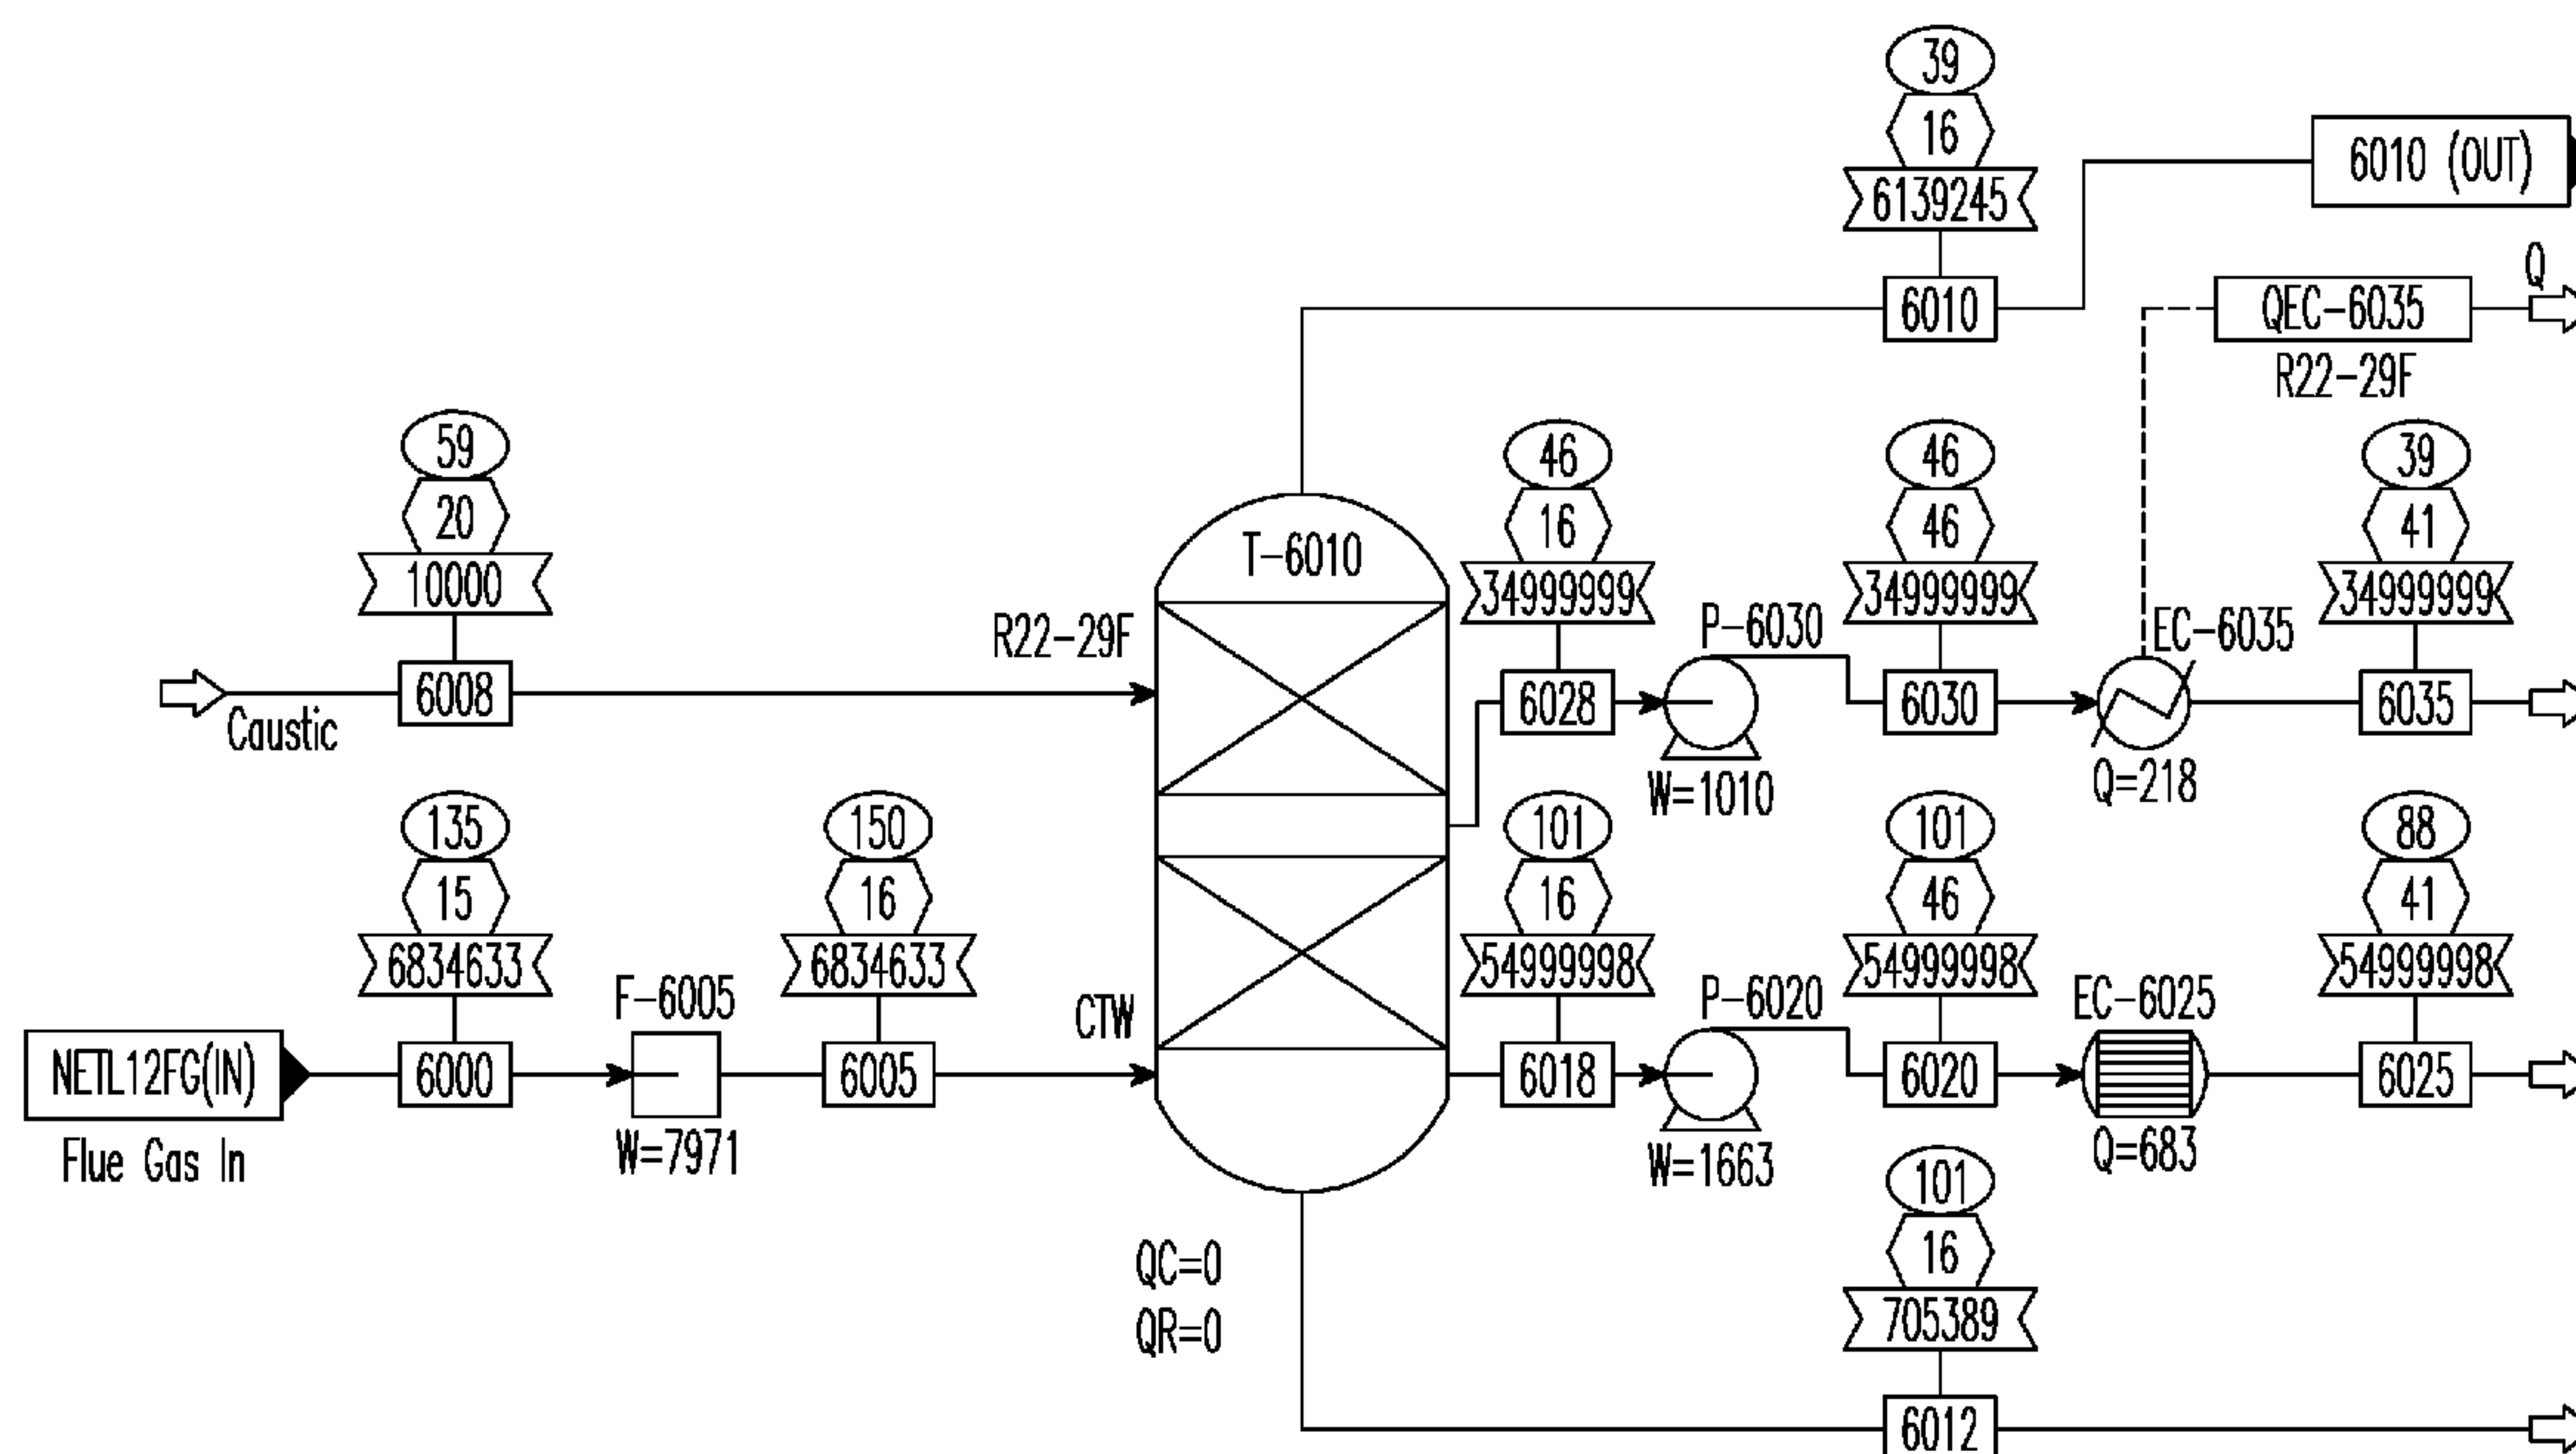 39
16
6139245
6010
6010 (OUT)
Q
QEC-6035
R22-29F
59
20
10000
6008
Caustic
R22-29F
T-6010
46
16
34999999
6028
P-6030
W=1010
46
46
34999999
6030
EC-6035
Q=218
39
41
34999999
6035
135
15
6834633
NETL12FG(IN)
Flue Gas In
6000
F-6005
W=7971
150
16
6834633
6005
CTW
101
16
54999998
6018
P-6020
W=1663
101
46
54999998
6020
EC-6025
Q=683
88
41
54999998
6025
QC=0
QR=0
101
16
705389
6012